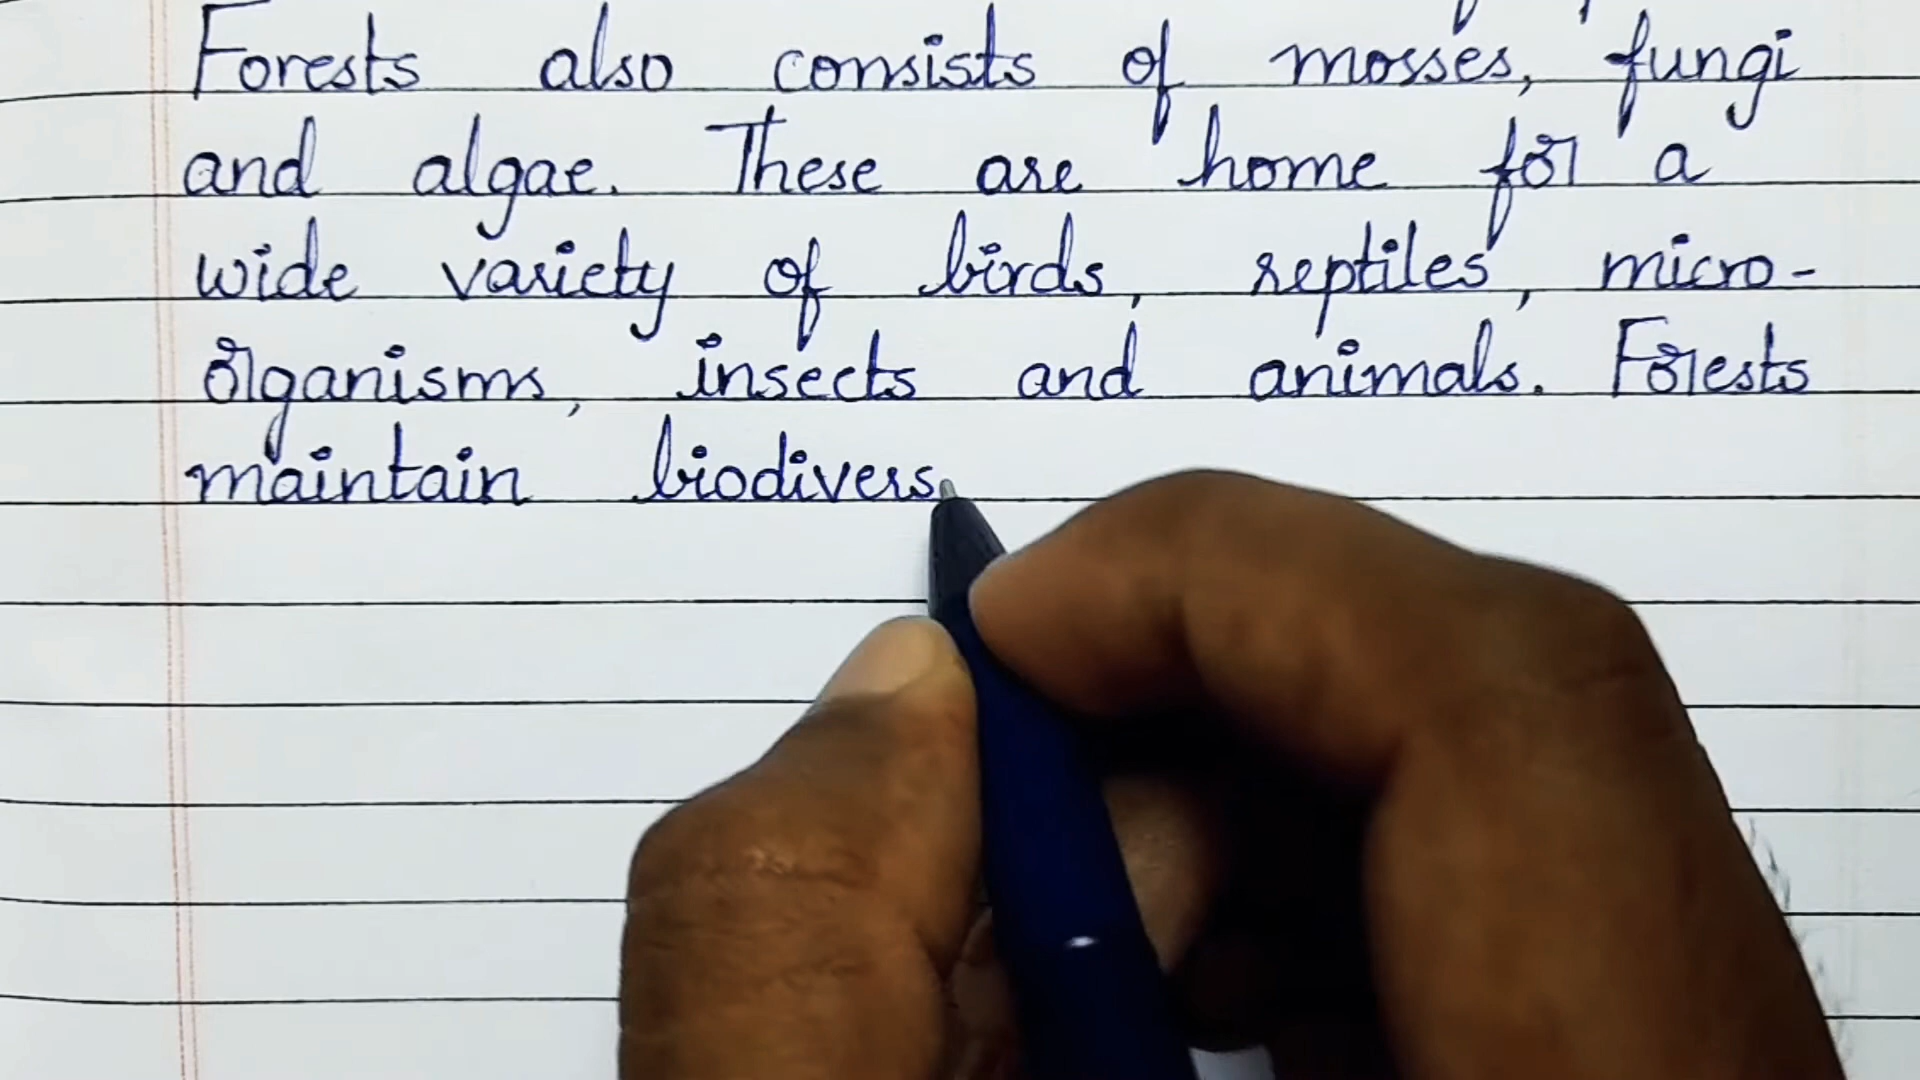 Forests also consists of mosses, fungi
and algae. These are home for a
wide variety of birds, reptiles, micro-
organisms, insects and animals. Forests
maintain biodivers